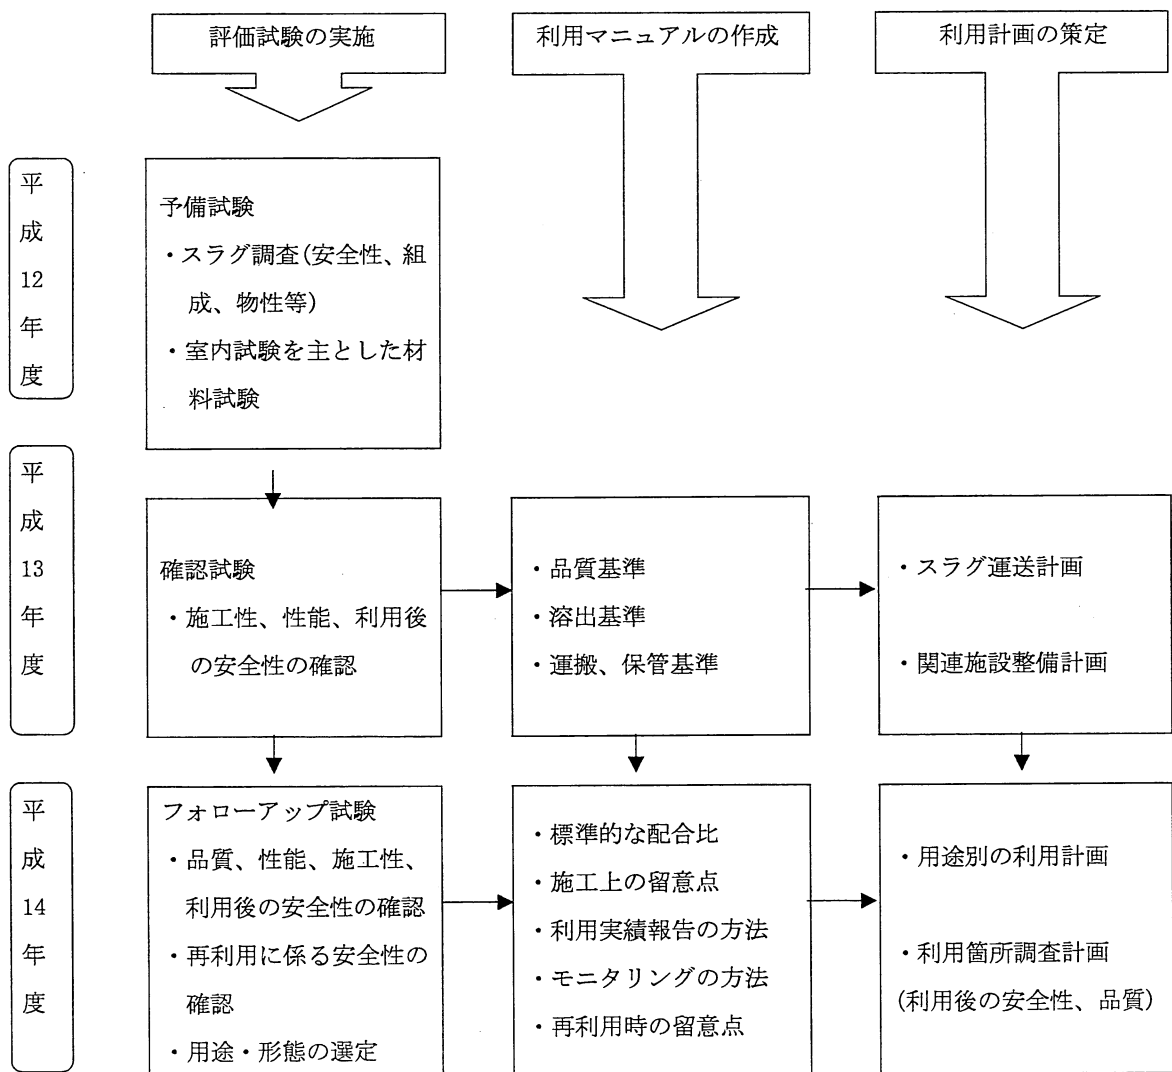 評価試験の実施
利用マニュアルの作成
利用計画の策定
平成12年度
予備試験
・スラグ調査(安全性、組
成、物性等)
・室内試験を主とした材
料試験
平成13年度
確認試験
・施工性、性能、利用後
の安全性の確認
・品質基準
・溶出基準
・運搬、保管基準
・スラグ運送計画
・関連施設整備計画
平成14年度
フォローアップ試験
・品質、性能、施工性、
利用後の安全性の確認
・再利用に係る安全性の
確認
・用途・形態の選定
・標準的な配合比
・施工上の留意点
・利用実績報告の方法
・モニタリングの方法
・再利用時の留意点
・用途別の利用計画
・利用箇所調査計画
(利用後の安全性、品質)